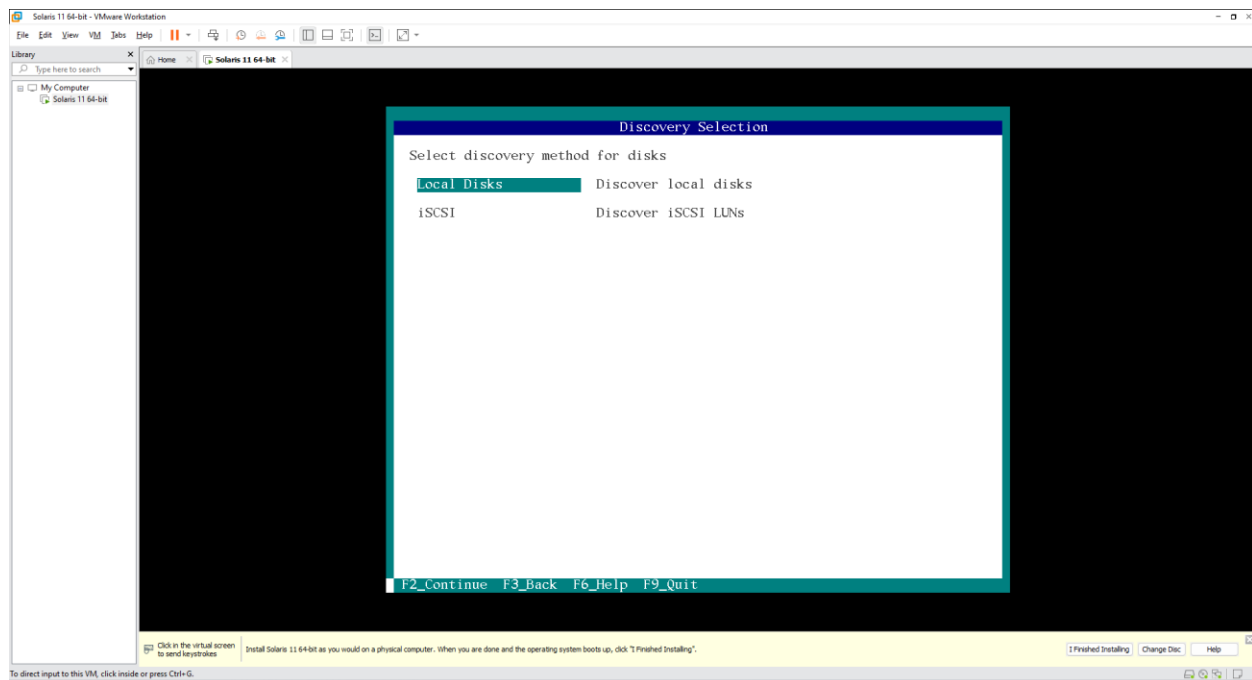 Solaris 11 64-bit - VMware Workstation
File Edit View VM Tabs Help
Library
Home
Solaris 11 64-bit
Type here to search
My Computer
Solaris 11 64-bit
Discovery Selection
Select discovery method for disks
Local Disks Discover local disks
iSCSI Discover iSCSI LUNs
F2_Continue F3_Back F6_Help F9_Quit
Click in the virtual screen
to send keystrokes
Install Solaris 11 64-bit as you would on a physical computer. When you are done and the operating system boots up, click "I Finished Installing".
I Finished Installing Change Disc Help
To direct input to this VM, click inside or press Ctrl+G.